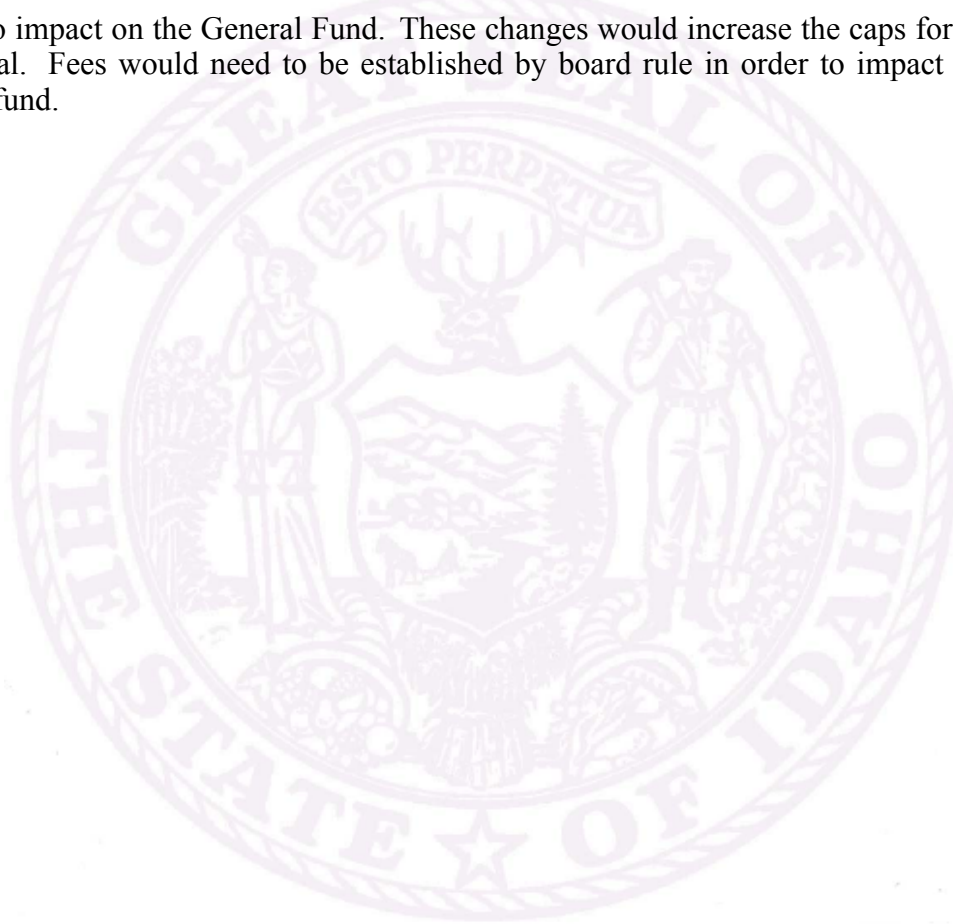 o impact on the General Fund. These changes would increase the caps for
al. Fees would need to be established by board rule in order to impact
fund.
GREAT SEAL OF
ESTO PERPETUA
THE
IDAHO
STATE OF